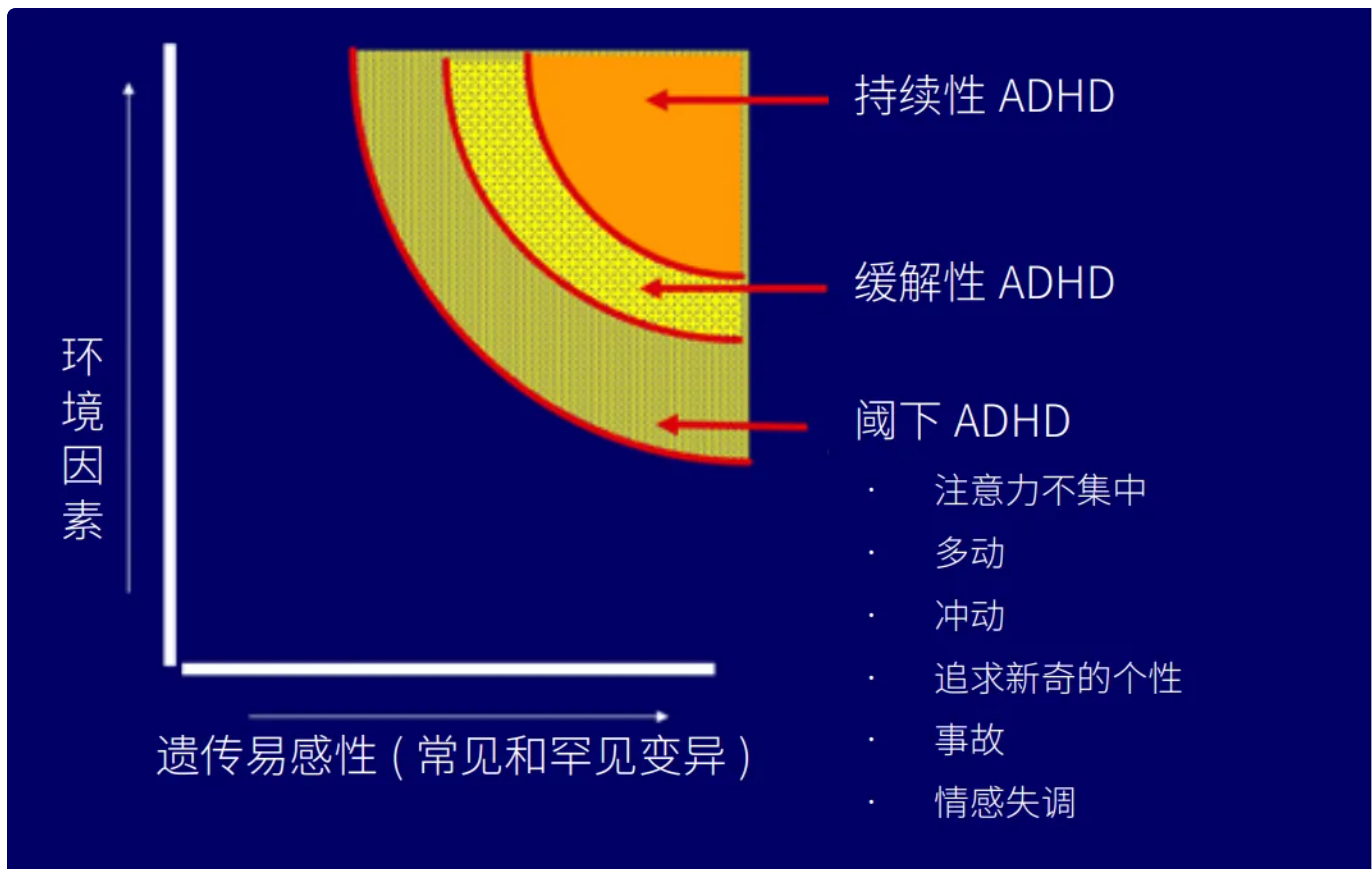 持续性 ADHD
缓解性 ADHD
环境因素
阈下 ADHD
· 注意力不集中
· 多动
· 冲动
· 追求新奇的个性
· 事故
· 情感失调
遗传易感性 ( 常见和罕见变异 )